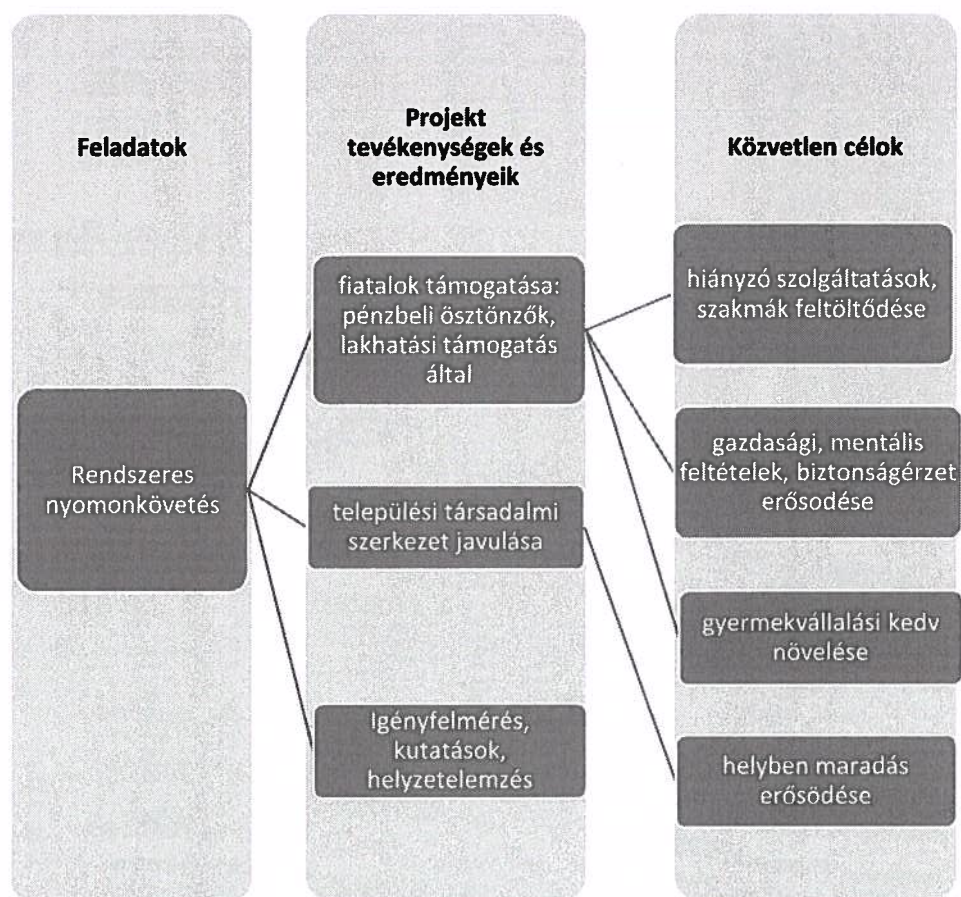 Feladatok
Projekt
tevékenységek és
eredményeik
Közvetlen célok
Rendszeres
nyomonkövetés
fiatalok támogatása:
pénzbeli ösztönzők,
lakhatási támogatás
által
települési társadalmi
szerkezet javulása
Igényfelmérés,
kutatások,
helyzetelemzés
hiányzó szolgáltatások,
szakmák feltöltődése
gazdasági, mentális
feltételek, biztonságérzet
erősodése
gyermekvállalási kedv
növelése
helyben maradás
erősödése